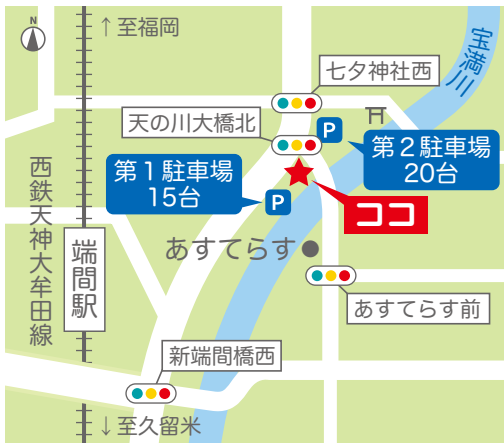 N
↑至福岡
宝満川
七夕神社西
天の川大橋北
P
第2駐車場
20台
第1駐車場
15台
P
ココ
西鉄天神大牟田線
端間駅
あすてらす
あすてらす前
新端間橋西
↓至久留米